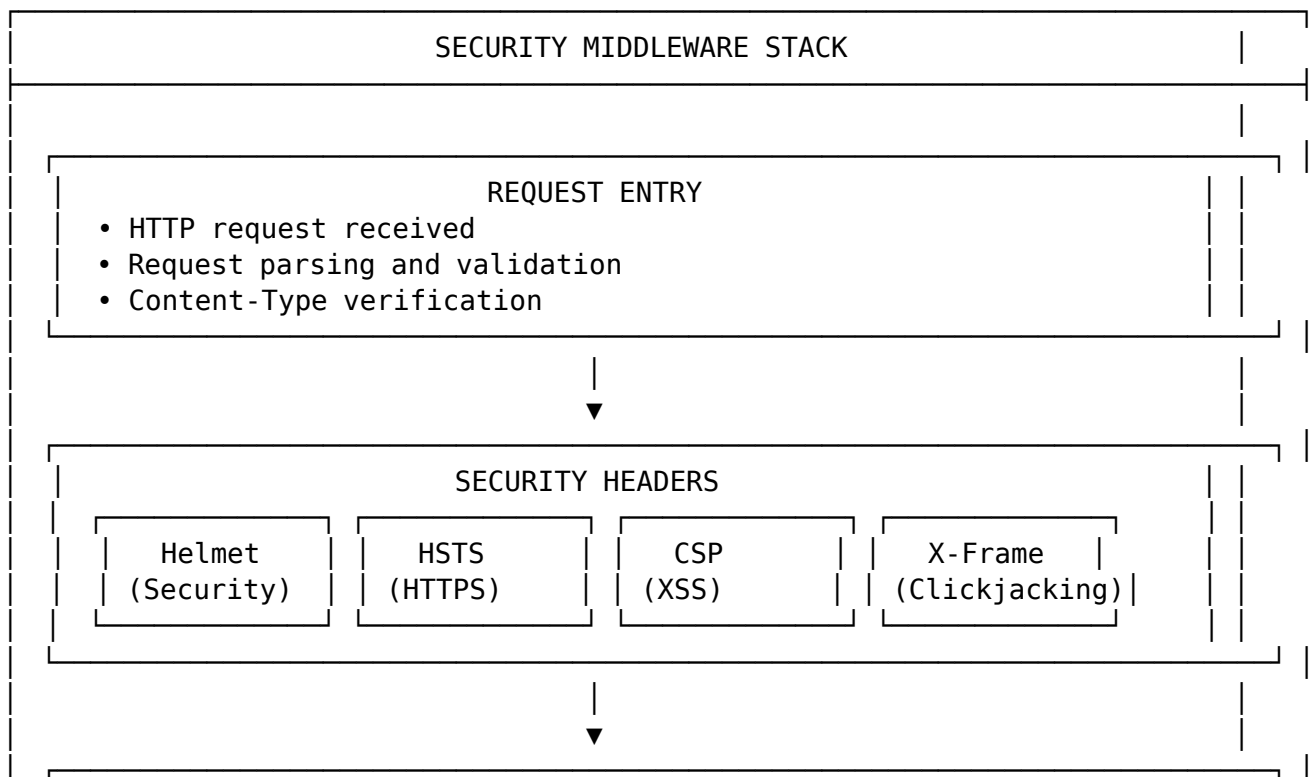 SECURITY MIDDLEWARE STACK
REQUEST ENTRY
• HTTP request received
• Request parsing and validation
• Content-Type verification
▼
SECURITY HEADERS
Helmet HSTS CSP X-Frame
(Security) (HTTPS) (XSS) (Clickjacking)
▼